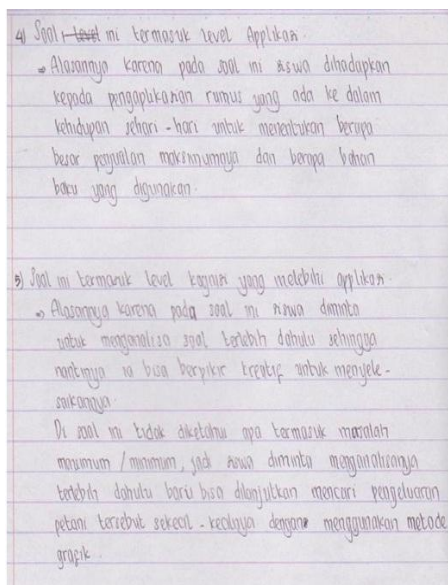 4) Soal ini termasuk level Applikasi.
⇒ Alasannya karena pada soal ini siswa dihadapkan
kepada pengaplikasian rumus yang ada ke dalam
kehidupan sehari-hari untuk menentukan berapa
besar penjualan maksimumnya dan berapa bahan
baku yang digunakan.
5) Soal ini termasuk level kognisi yang melebihi applikasi.
⇒ Alasannya karena pada soal ini siswa diminta
untuk menganalisa soal terlebih dahulu sehingga
nantinya ia bisa berpikir kreatif untuk menyele-
saikannya.
Di soal ini tidak diketahui apa termasuk masalah
maximum / minimum, jadi siswa diminta menganalisanya
terlebih dahulu baru bisa dilanjutkan mencari pengeluaran
petani tersebut sekecil-kecilnya dengan menggunakan metode
grafik.